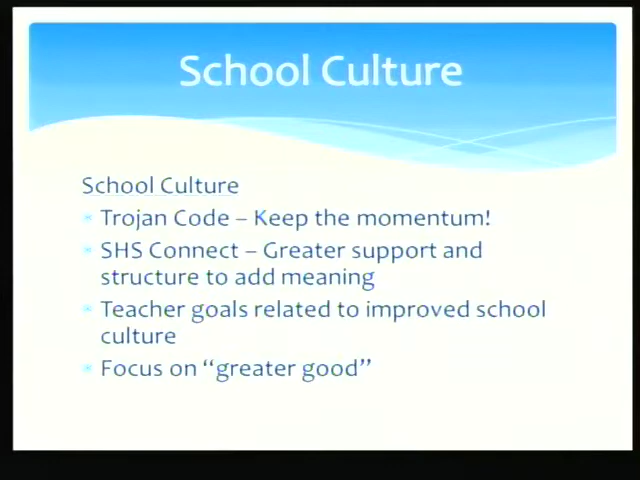 School Culture
School Culture
Trojan Code – Keep the momentum!
SHS Connect – Greater support and
structure to add meaning
Teacher goals related to improved school
culture
Focus on “greater good”